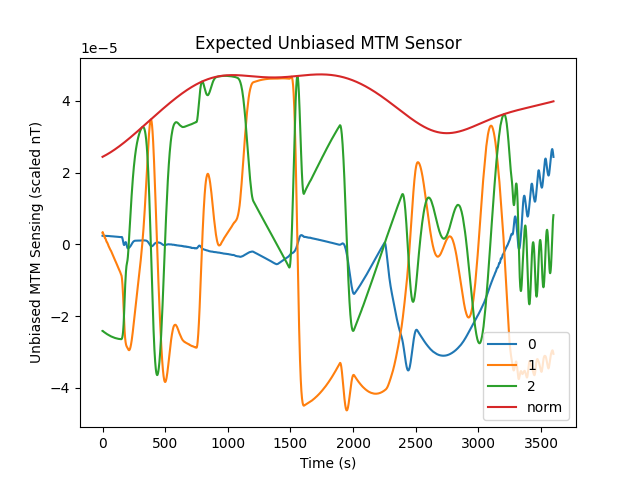 Expected Unbiased MTM Sensor
1e−5
Unbiased MTM Sensing (scaled nT)
4
2
0
−2
−4
0 500 1000 1500 2000 2500 3000 3500
Time (s)
0
1
2
norm